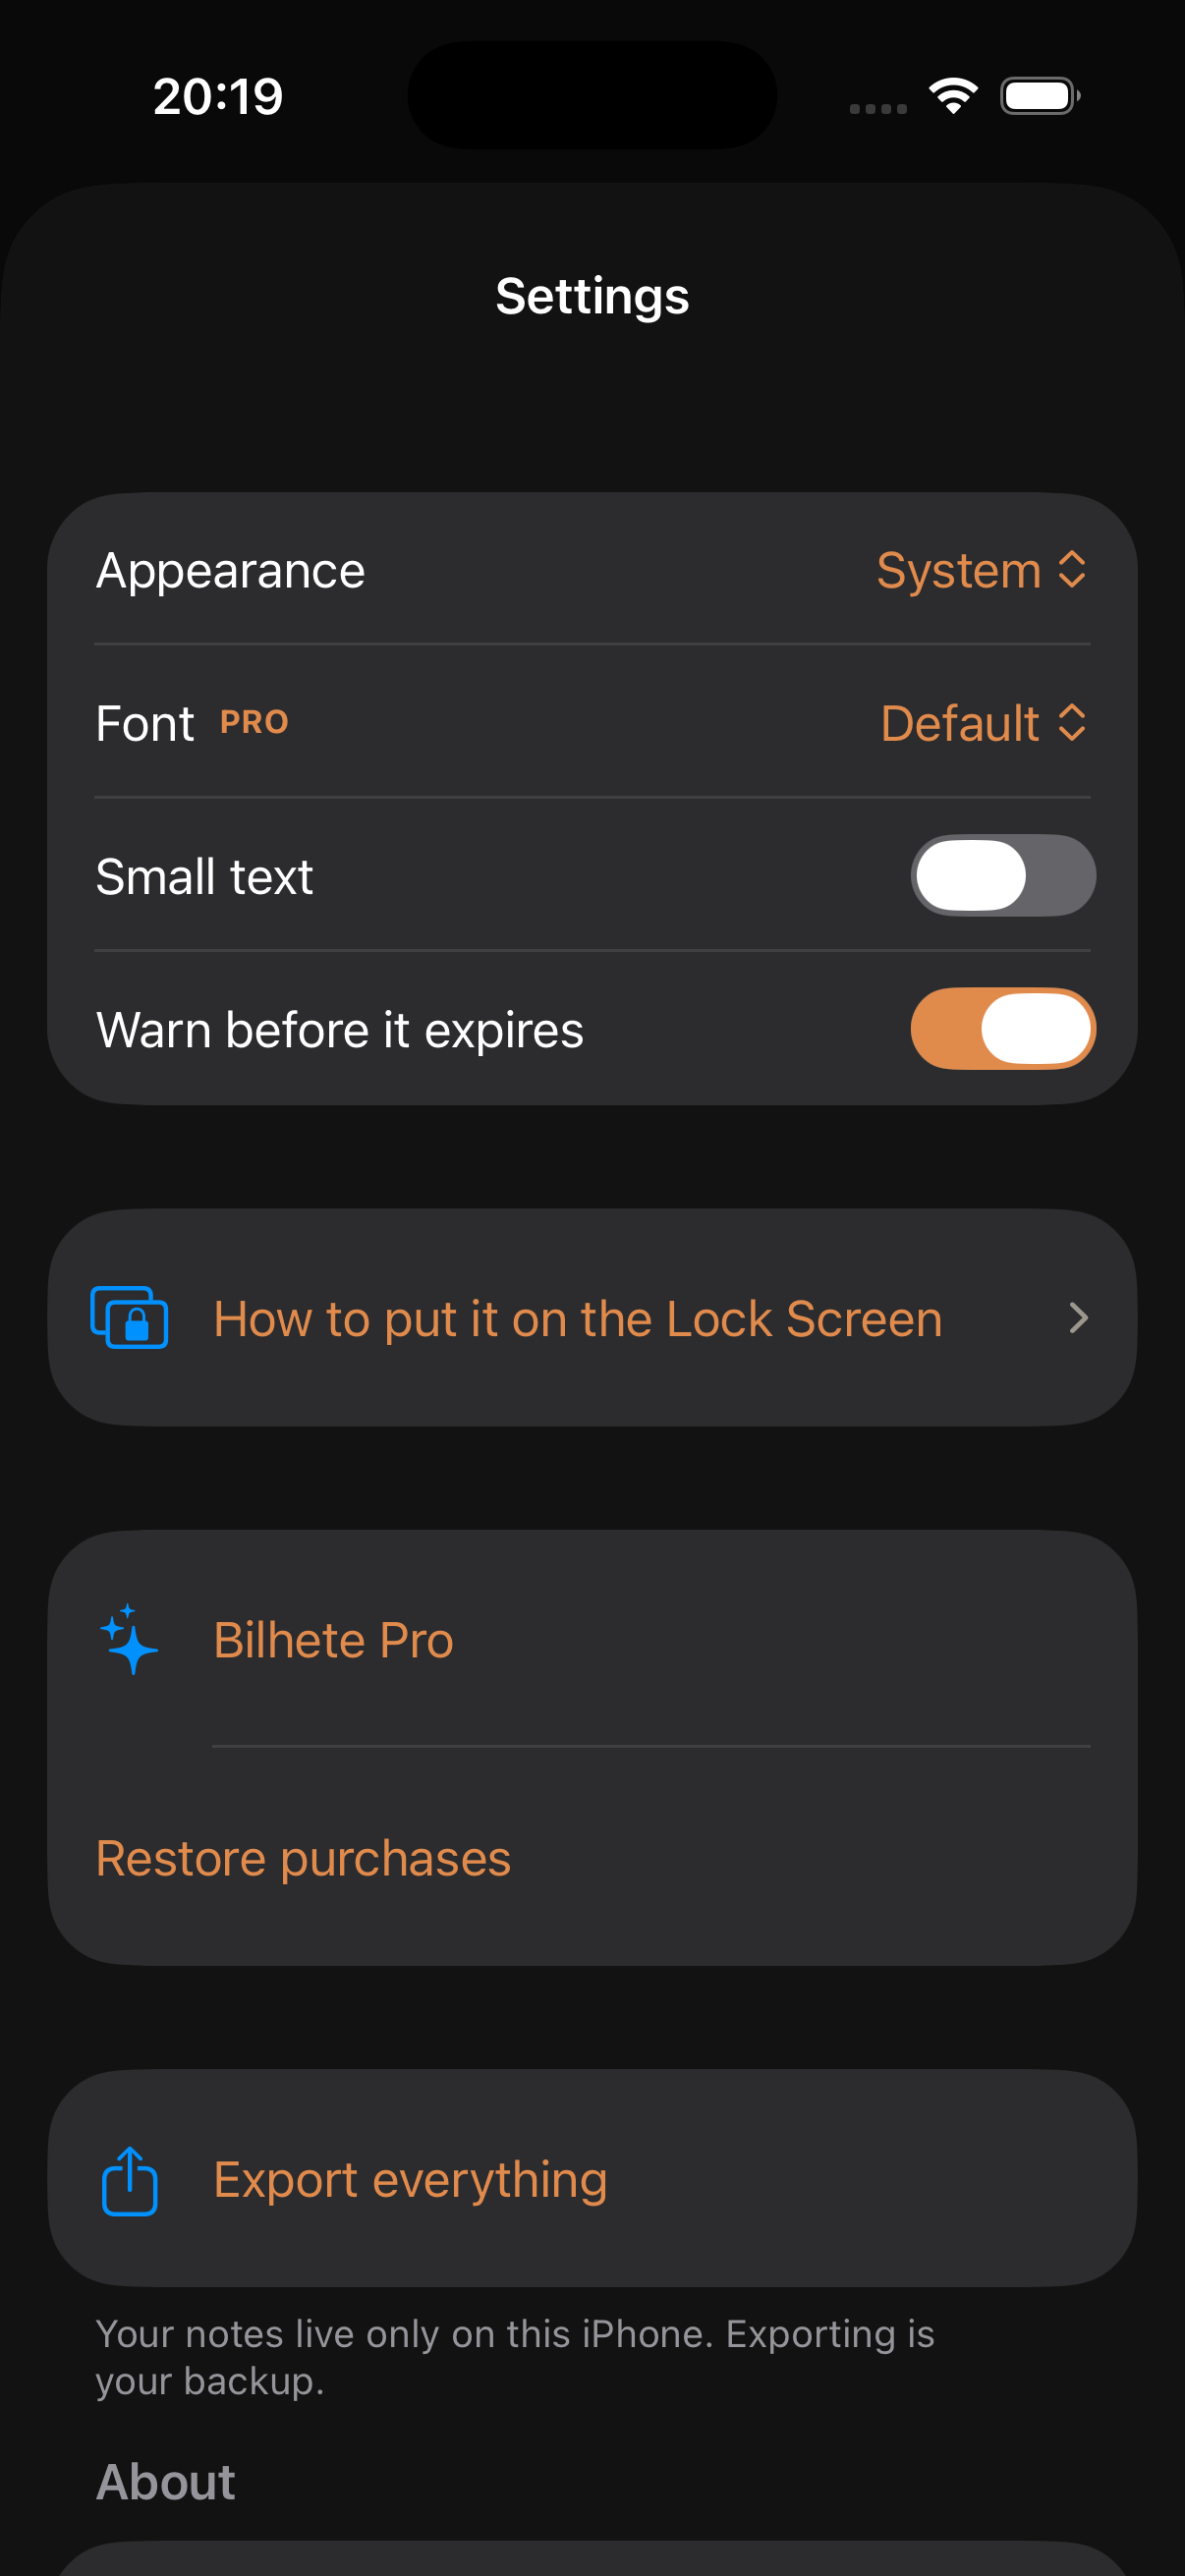 20:19
Settings
Appearance System
Font PRO Default
Small text
Warn before it expires
How to put it on the Lock Screen
Bilhete Pro
Restore purchases
Export everything
Your notes live only on this iPhone. Exporting is
your backup.
About